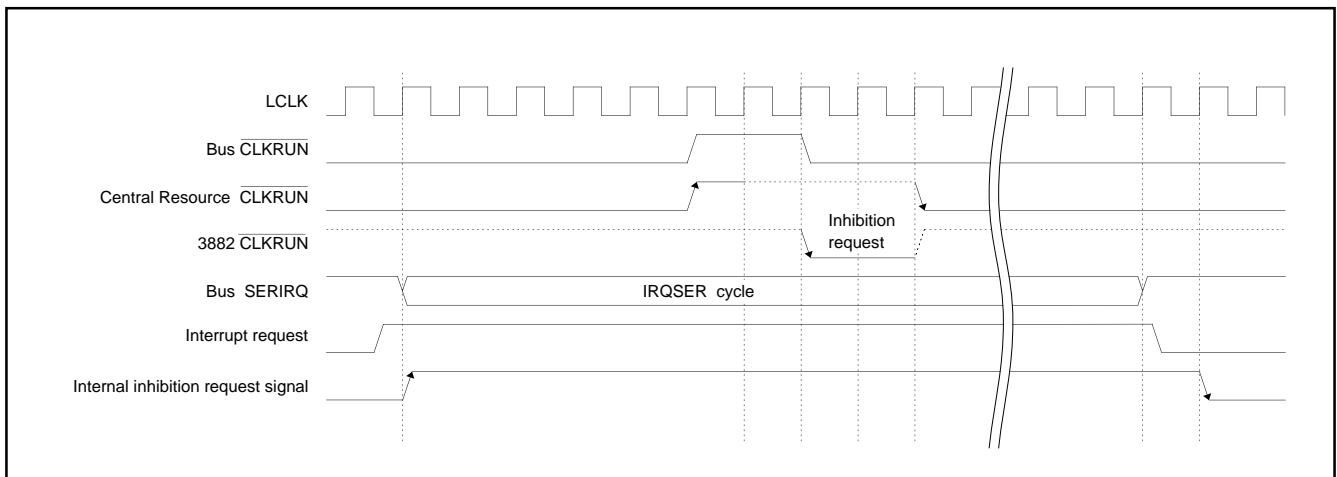 LCLK
Bus CLKRUN
Central Resource CLKRUN
Inhibition
request
3882 CLKRUN
Bus SERIRQ
IRQSER cycle
Interrupt request
Internal inhibition request signal